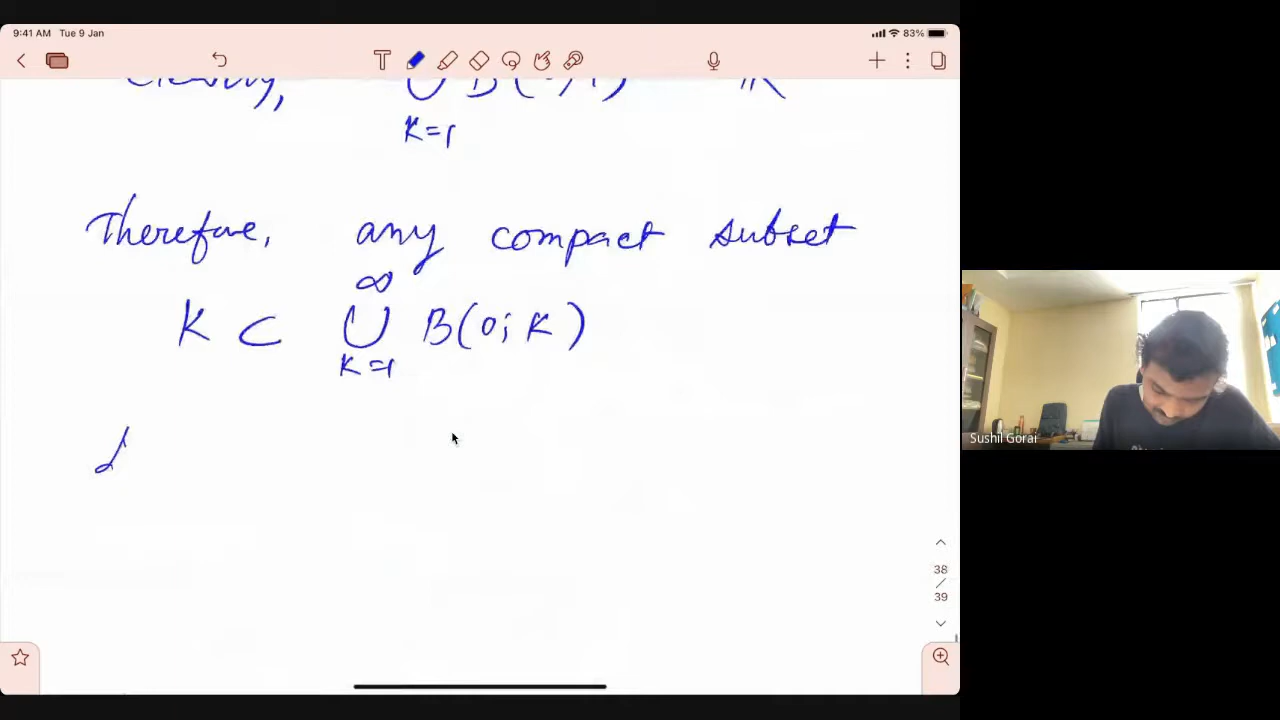 9:41 AM Tue 9 Jan
83%
T
K=1
Therefore, any compact subset
∞
K ⊂ ∪ B(0; K)
K=1
38
39
Sushil Gorai